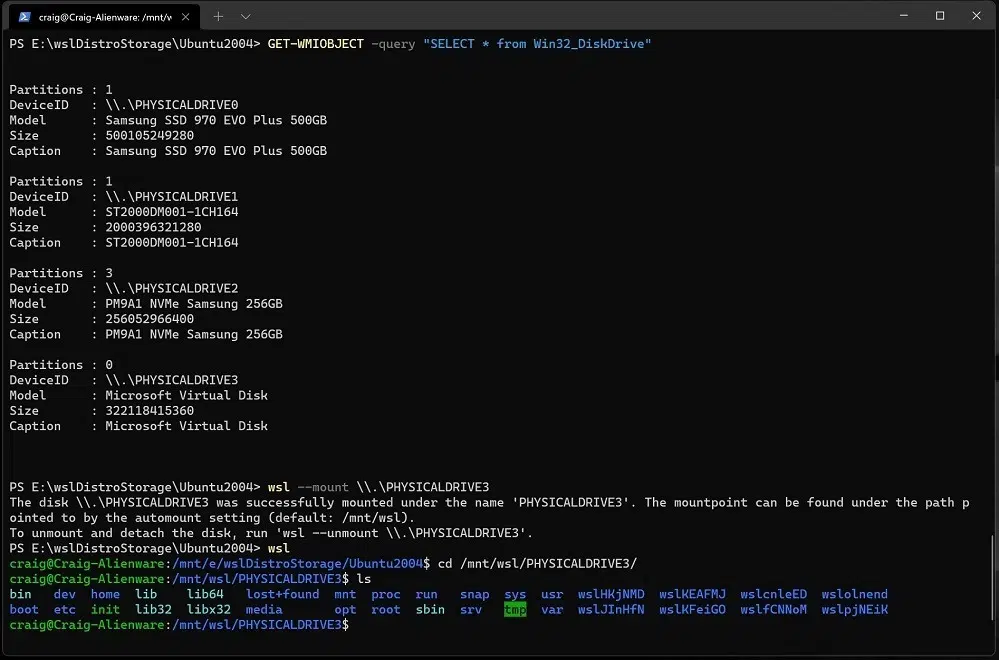 craig@Craig-Alienware: /mnt/v
PS E:\wslDistroStorage\Ubuntu2004> GET-WMIOBJECT -query "SELECT * from Win32_DiskDrive"
Partitions : 1
DeviceID : \\.\PHYSICALDRIVE0
Model : Samsung SSD 970 EVO Plus 500GB
Size : 500105249280
Caption : Samsung SSD 970 EVO Plus 500GB
Partitions : 1
DeviceID : \\.\PHYSICALDRIVE1
Model : ST2000DM001-1CH164
Size : 2000396321280
Caption : ST2000DM001-1CH164
Partitions : 3
DeviceID : \\.\PHYSICALDRIVE2
Model : PM9A1 NVMe Samsung 256GB
Size : 256052966400
Caption : PM9A1 NVMe Samsung 256GB
Partitions : 0
DeviceID : \\.\PHYSICALDRIVE3
Model : Microsoft Virtual Disk
Size : 322118415360
Caption : Microsoft Virtual Disk
PS E:\wslDistroStorage\Ubuntu2004> wsl --mount \\.\PHYSICALDRIVE3
The disk \\.\PHYSICALDRIVE3 was successfully mounted under the name 'PHYSICALDRIVE3'. The mountpoint can be found under the path p
ointed to by the automount setting (default: /mnt/wsl).
To unmount and detach the disk, run 'wsl --unmount \\.\PHYSICALDRIVE3'.
PS E:\wslDistroStorage\Ubuntu2004> wsl
craig@Craig-Alienware:/mnt/e/wslDistroStorage/Ubuntu2004$ cd /mnt/wsl/PHYSICALDRIVE3/
craig@Craig-Alienware:/mnt/wsl/PHYSICALDRIVE3$ ls
bin dev home lib lib64 lost+found mnt proc run snap sys usr wslHKjNMD wslKEAFMJ wslcnleED wslolnend
boot etc init lib32 libx32 media opt root sbin srv tmp var wslJInHfN wslKFeiGO wslfCNNoM wslpjNEiK
craig@Craig-Alienware:/mnt/wsl/PHYSICALDRIVE3$